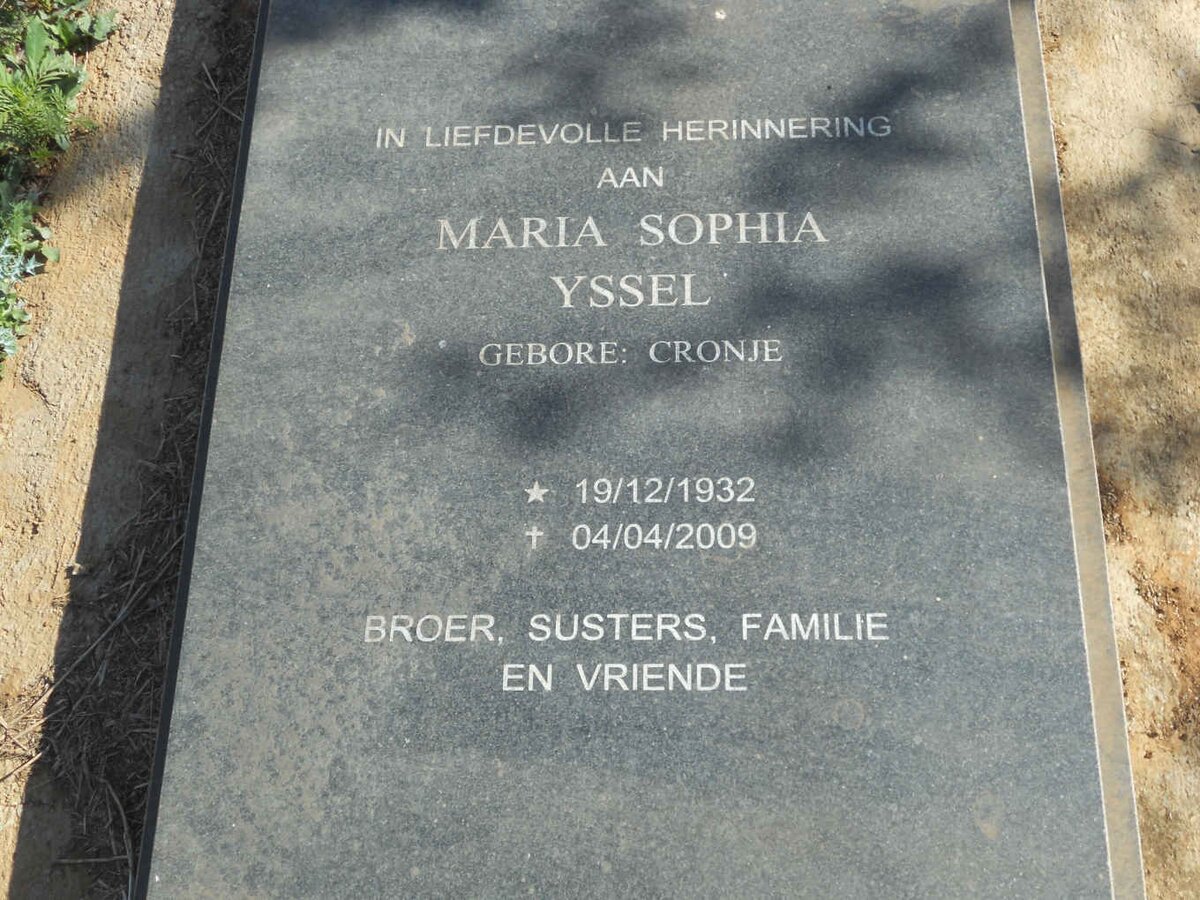 IN LIEFDEVOLLE HERINNERING
AAN
MARIA SOPHIA
YSSEL
GEBORE: CRONJE
★ 19/12/1932
✝ 04/04/2009
BROER, SUSTERS, FAMILIE
EN VRIENDE